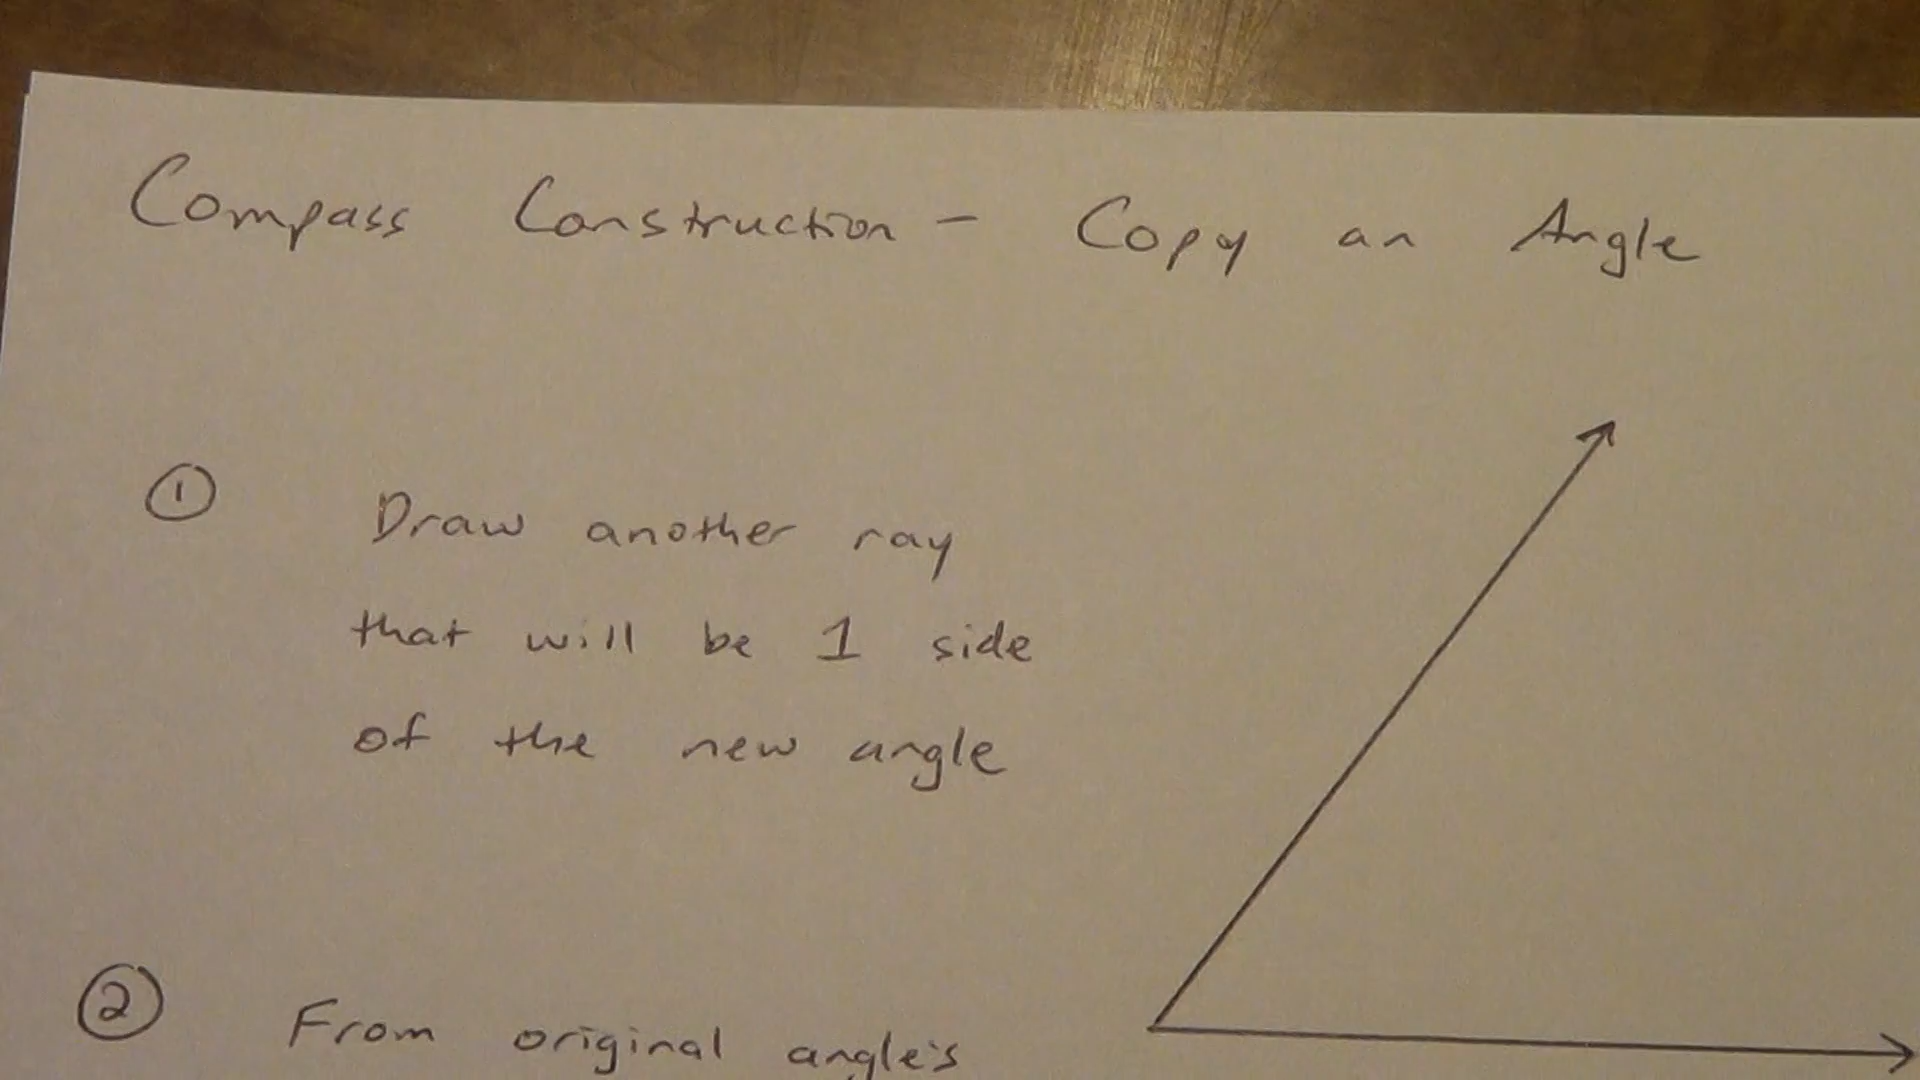 Compass Construction - Copy an Angle
1 Draw another ray
that will be 1 side
of the new angle
2 From original angle's